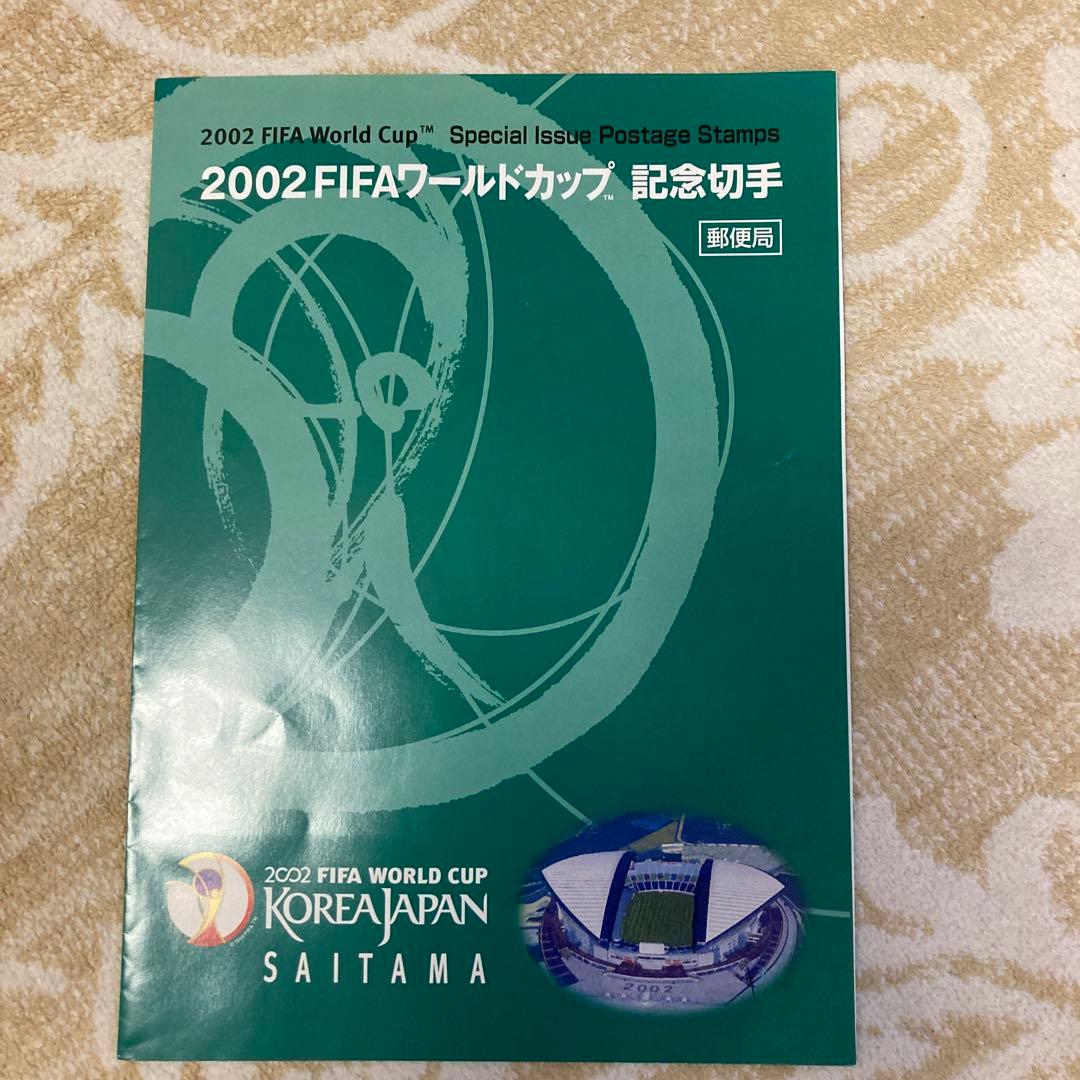 2002 FIFA World Cup™ Special Issue Postage Stamps
2002 FIFAワールドカップ™ 記念切手
郵便局
2002 FIFA WORLD CUP
KOREA JAPAN
SAITAMA
2002